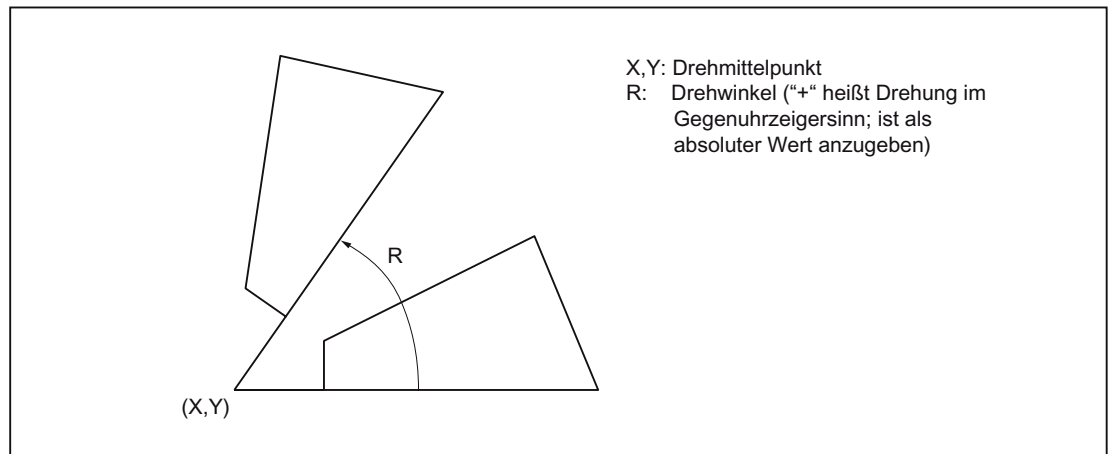 X,Y: Drehmittelpunkt
R: Drehwinkel (“+“ heißt Drehung im
Gegenuhrzeigersinn; ist als
absoluter Wert anzugeben)
R
(X,Y)